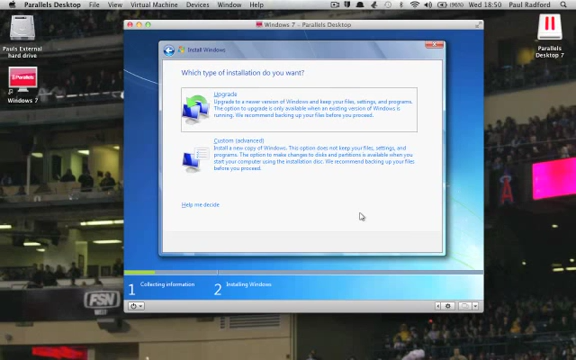 Parallels Desktop File View Virtual Machine Devices Window Help (96%) Wed 18:50 Paul Radford
Windows 7 - Parallels Desktop
Install Windows
Which type of installation do you want?
Upgrade
Upgrade to a newer version of Windows and keep your files, settings, and programs.
The option to upgrade is only available when an existing version of Windows is
running. We recommend backing up your files before you proceed.
Custom (advanced)
Install a new copy of Windows. This option does not keep your files, settings, and
programs. The option to make changes to disks and partitions is available when you
start your computer using the installation disc. We recommend backing up your files
before you proceed.
Help me decide
1 Collecting information 2 Installing Windows
Pauls External
hard drive
Parallels
Windows 7
Parallels
Desktop 7
FSN